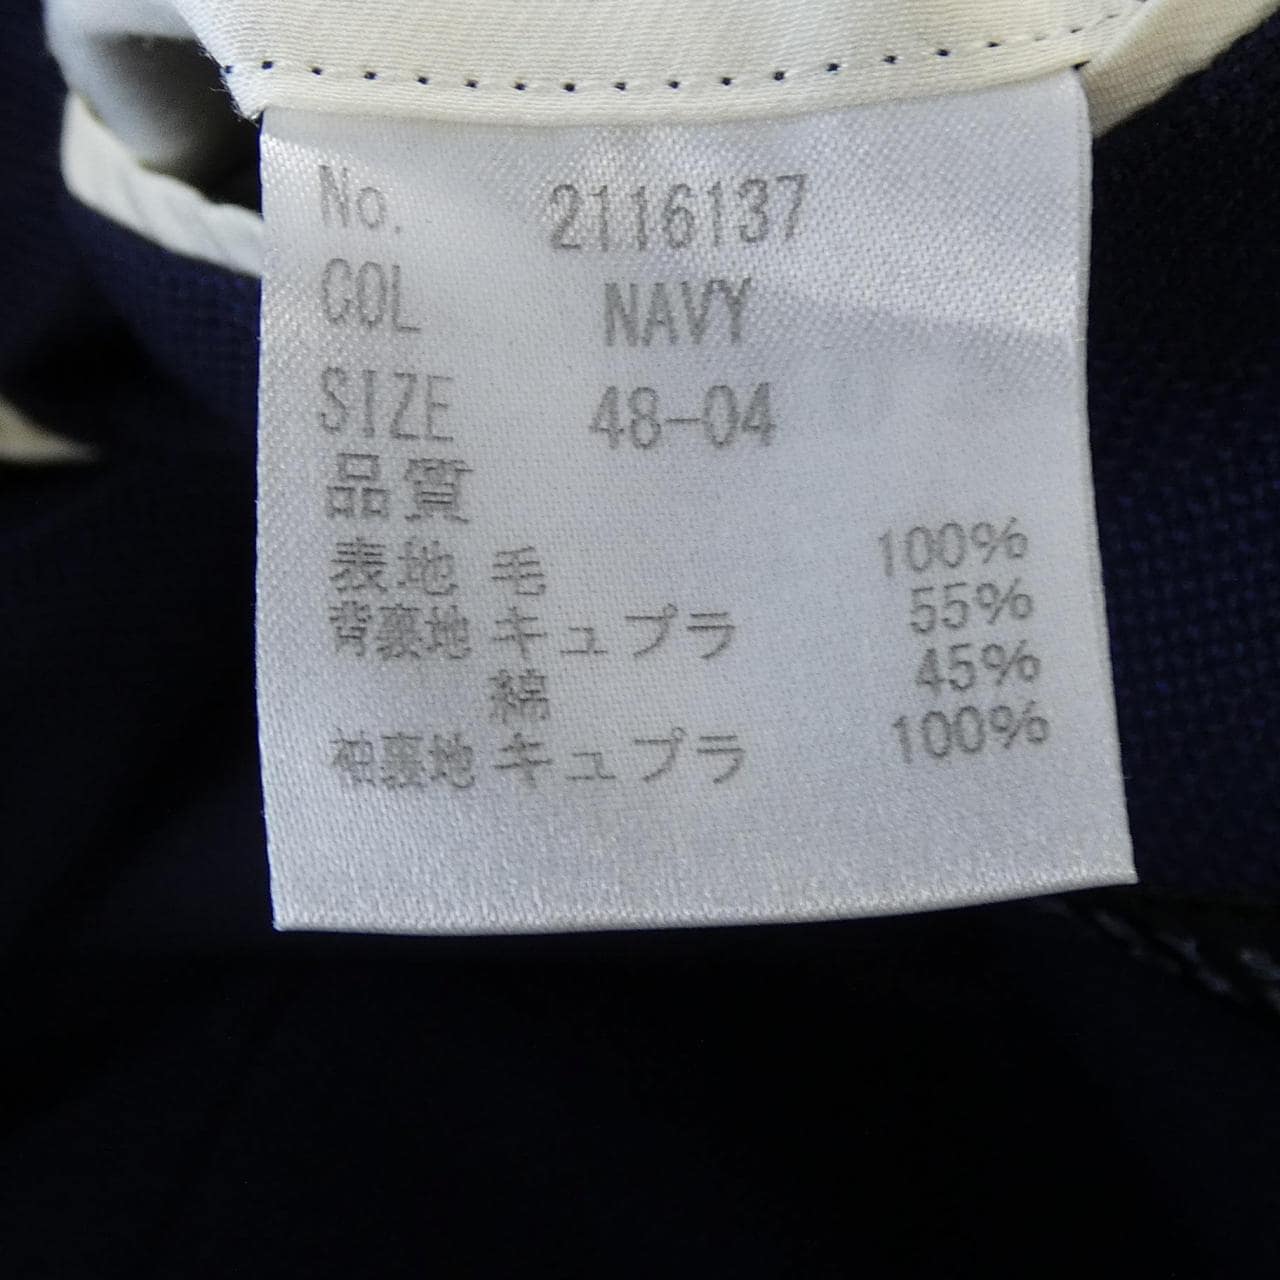 No. 2116137
COL NAVY
SIZE 48-04
品質
表地 毛 100%
背裏地 キュプラ 55%
綿 45%
袖裏地 キュプラ 100%